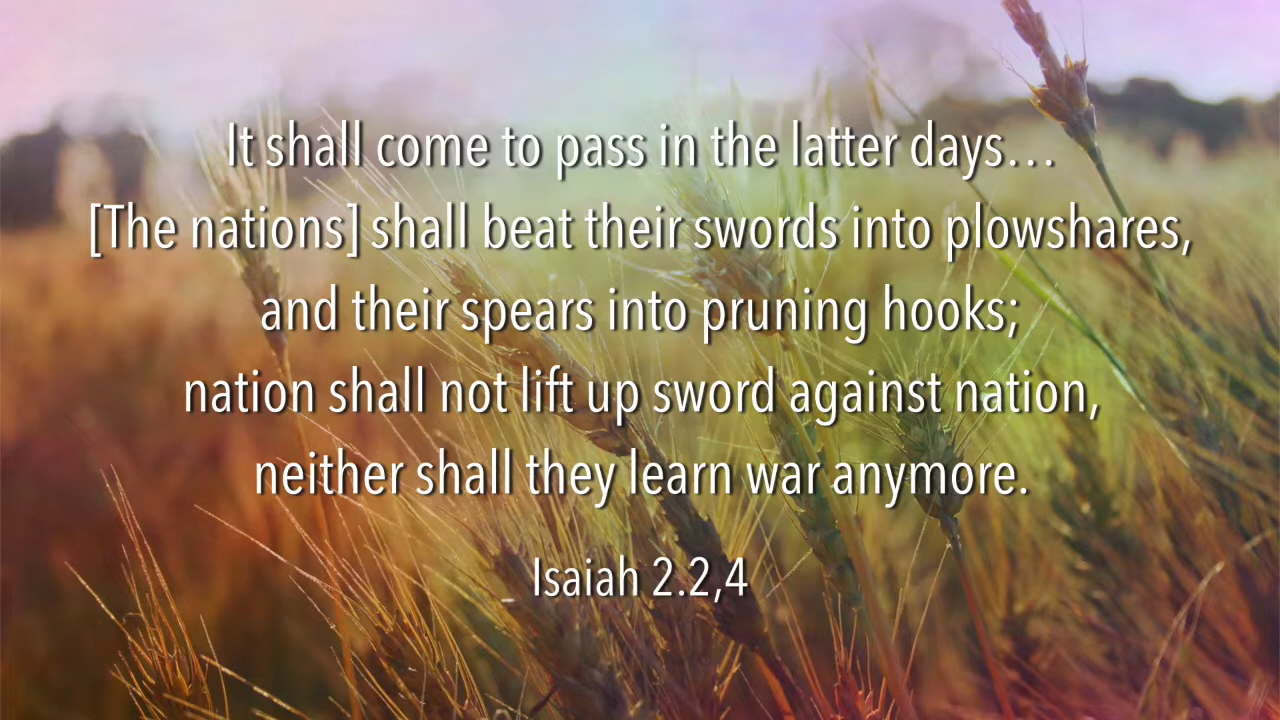 It shall come to pass in the latter days…
[The nations] shall beat their swords into plowshares,
and their spears into pruning hooks;
nation shall not lift up sword against nation,
neither shall they learn war anymore.
Isaiah 2.2,4